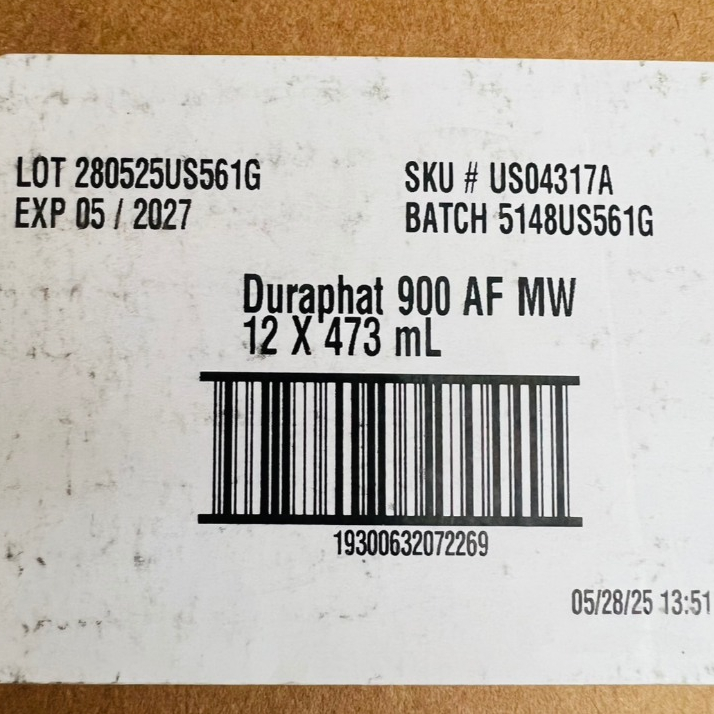 LOT 280525US561G
EXP 05 / 2027
SKU # US04317A
BATCH 5148US561G
Duraphat 900 AF MW
12 X 473 mL
19300632072269
05/28/25 13:51